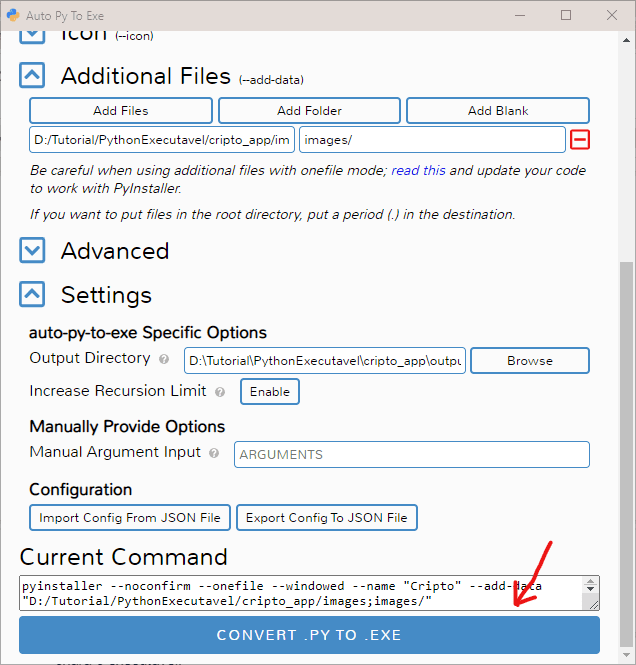 Auto Py To Exe
Icon (--icon)
Additional Files (--add-data)
Add Files
Add Folder
Add Blank
D:/Tutorial/PythonExecutavel/cripto_app/im
images/
Be careful when using additional files with onefile mode; read this and update your code
to work with PyInstaller.
If you want to put files in the root directory, put a period (.) in the destination.
Advanced
Settings
auto-py-to-exe Specific Options
Output Directory ?
D:\Tutorial\PythonExecutavel\cripto_app\outpu
Browse
Increase Recursion Limit ?
Enable
Manually Provide Options
Manual Argument Input ?
ARGUMENTS
Configuration
Import Config From JSON File
Export Config To JSON File
Current Command
pyinstaller --noconfirm --onefile --windowed --name "Cripto" --add-data
"D:/Tutorial/PythonExecutavel/cripto_app/images;images/"
CONVERT .PY TO .EXE